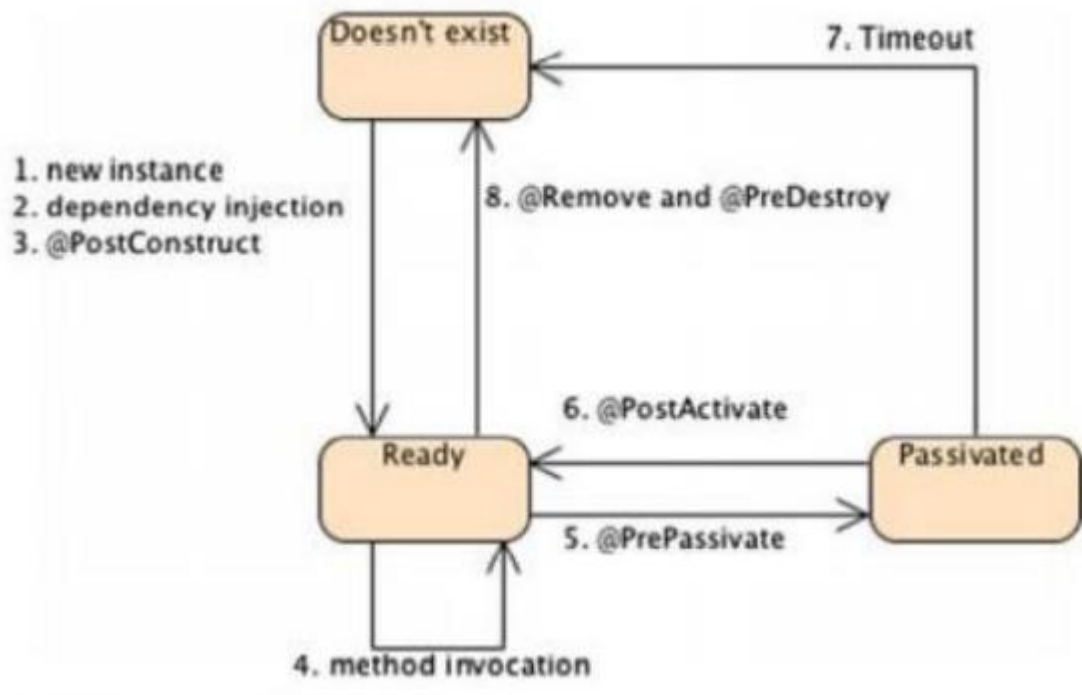 Doesn't exist
7. Timeout
1. new instance
2. dependency injection
3. @PostConstruct
8. @Remove and @PreDestroy
6. @PostActivate
Ready
Passivated
5. @PrePassivate
4. method invocation